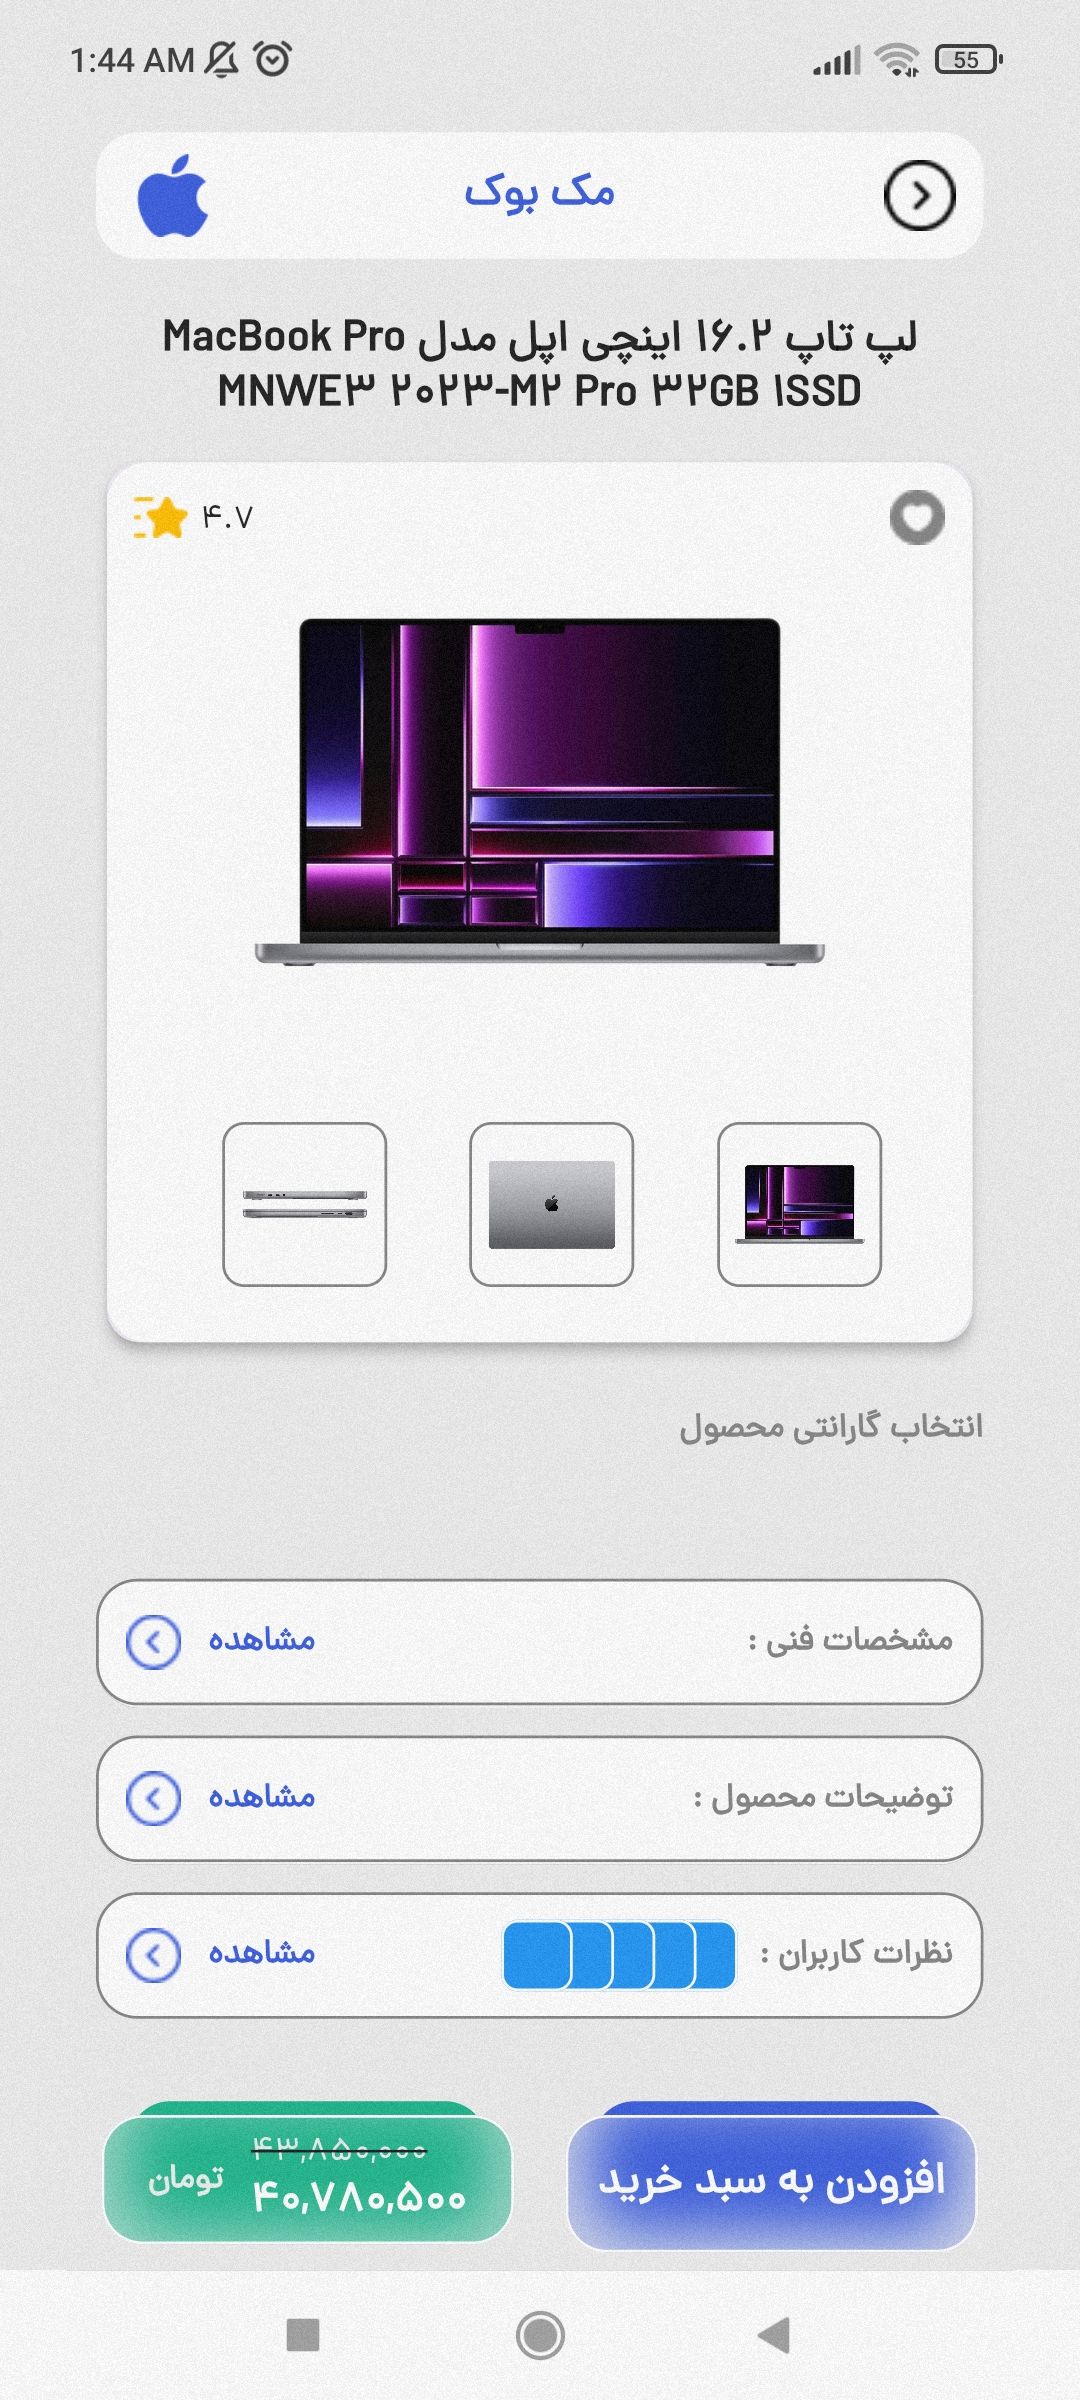 1:44 AM
55
مک بوک
لپ تاپ ۱۶.۲ اینچی اپل مدل MacBook Pro
MNWE۳ ۲۰۲۳-M۲ Pro ۳۲GB ۱SSD
۴.۷
انتخاب گارانتی محصول
مشخصات فنی :
مشاهده
توضیحات محصول :
مشاهده
نظرات کاربران :
مشاهده
افزودن به سبد خرید
۴۳,۸۵۰,۰۰۰
۴۰,۷۸۰,۵۰۰
تومان